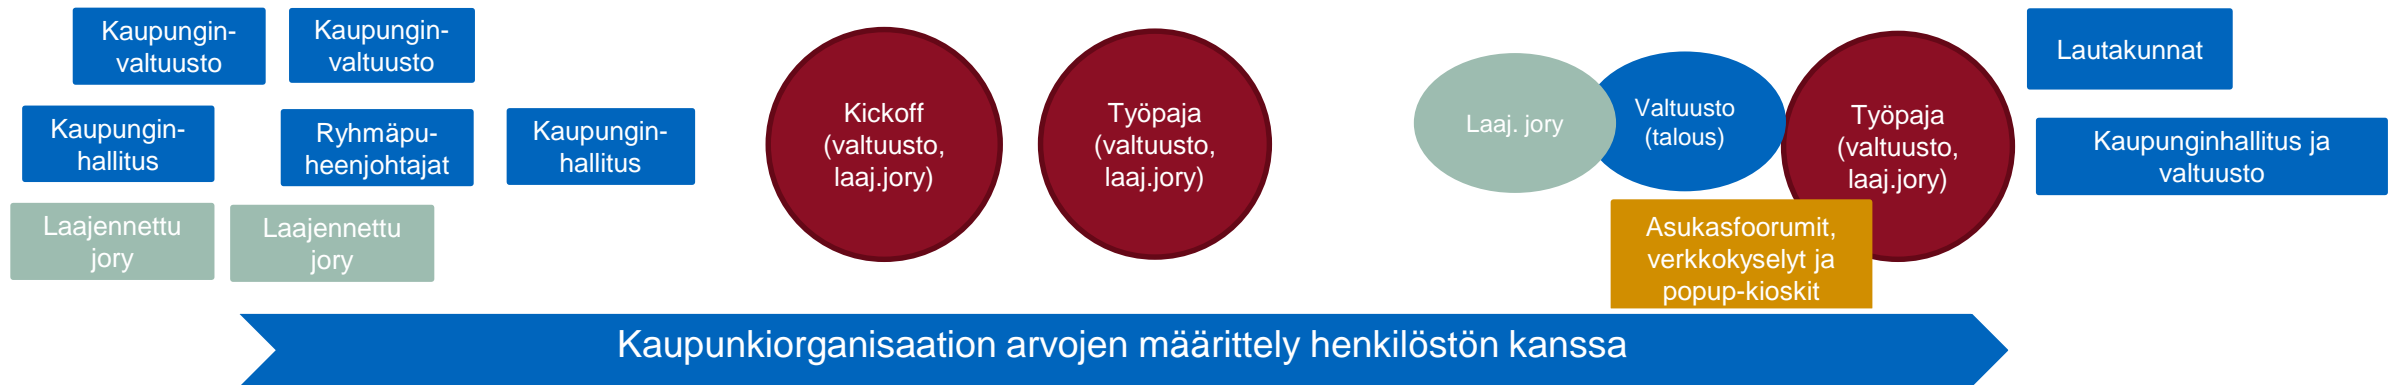 Kaupungin-
valtuusto
Kaupungin-
valtuusto
Kaupungin-
hallitus
Ryhmäpu-
heenjohtajat
Kaupungin-
hallitus
Laajennettu
jory
Laajennettu
jory
Kickoff
(valtuusto,
laaj.jory)
Työpaja
(valtuusto,
laaj.jory)
Laaj. jory
Valtuusto
(talous)
Työpaja
(valtuusto,
laaj.jory)
Asukasfoorumit,
verkkokyselyt ja
popup-kioskit
Lautakunnat
Kaupunginhallitus ja
valtuusto
Kaupunkiorganisaation arvojen määrittely henkilöstön kanssa